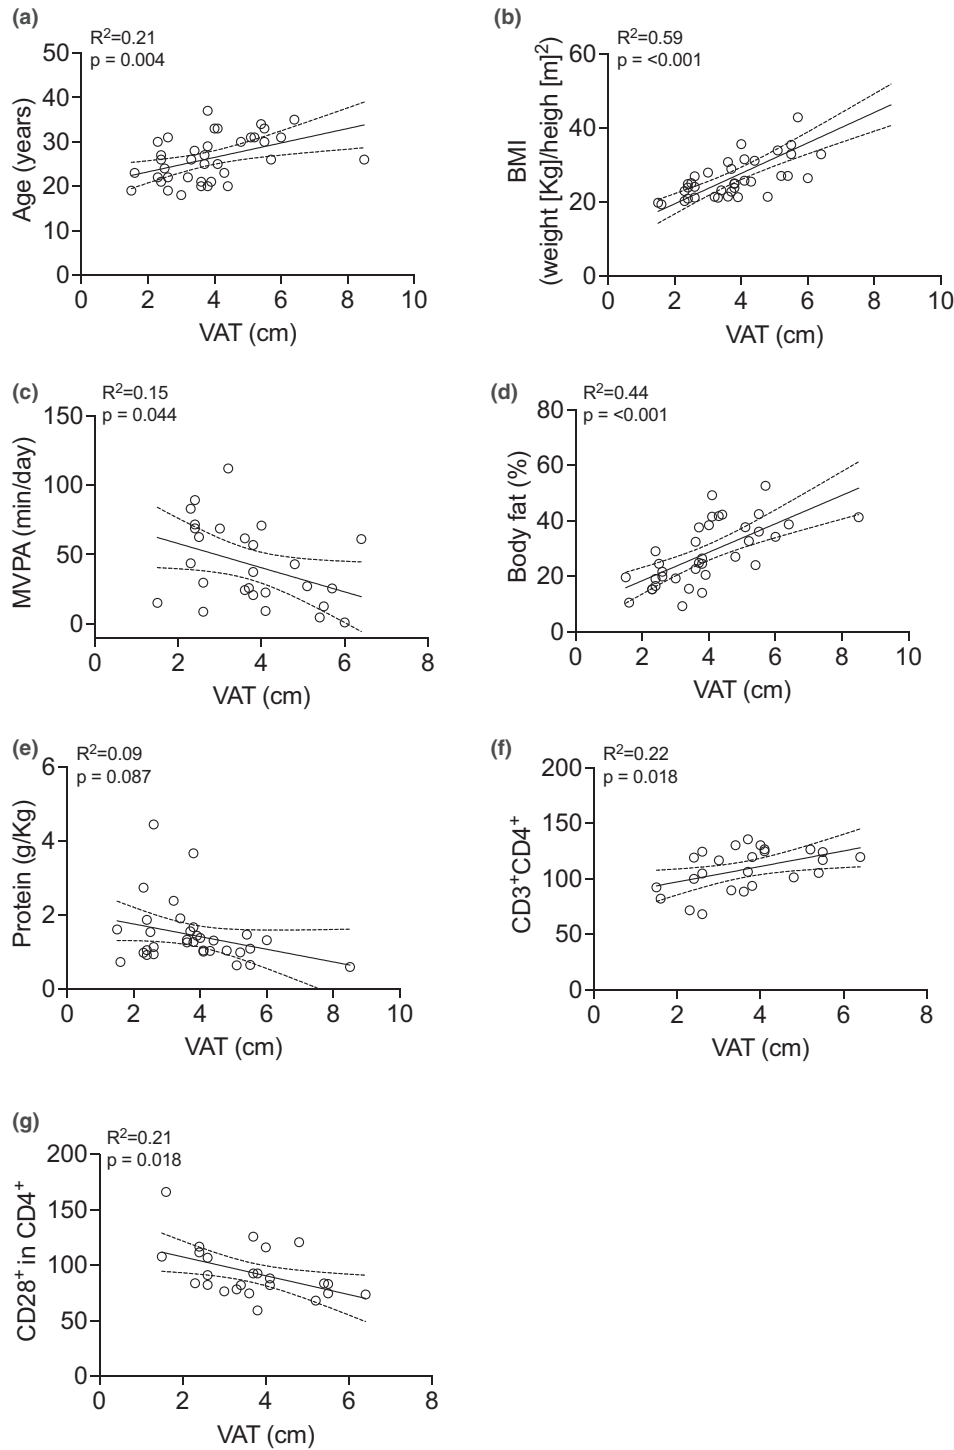 (a)
R²=0.21
p = 0.004
50
40
30
20
10
0
Age (years)
0 2 4 6 8 10
VAT (cm)
(b)
R²=0.59
p = <0.001
60
40
20
0
BMI
(weight [Kg]/heigh [m]²)
0 2 4 6 8 10
VAT (cm)
(c)
R²=0.15
p = 0.044
150
100
50
0
MVPA (min/day)
0 2 4 6 8
VAT (cm)
(d)
R²=0.44
p = <0.001
80
60
40
20
0
Body fat (%)
0 2 4 6 8 10
VAT (cm)
(e)
R²=0.09
p = 0.087
6
4
2
0
Protein (g/Kg)
0 2 4 6 8 10
VAT (cm)
(f)
R²=0.22
p = 0.018
200
150
100
50
0
CD3⁺CD4⁺
0 2 4 6 8
VAT (cm)
(g)
R²=0.21
p = 0.018
200
150
100
50
0
CD28⁺ in CD4⁺
0 2 4 6 8
VAT (cm)